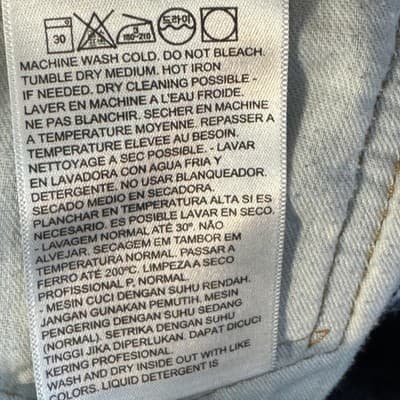 30 3 180-210 드라이
MACHINE WASH COLD. DO NOT BLEACH.
TUMBLE DRY MEDIUM. HOT IRON
IF NEEDED. DRY CLEANING POSSIBLE -
LAVER EN MACHINE A L'EAU FROIDE.
NE PAS BLANCHIR. SECHER EN MACHINE
A TEMPERATURE MOYENNE. REPASSER A
TEMPERATURE ELEVEE AU BESOIN.
NETTOYAGE A SEC POSSIBLE - LAVAR
EN LAVADORA CON AGUA FRIA Y
DETERGENTE. NO USAR BLANQUEADOR.
SECADO MEDIO EN SECADORA.
PLANCHAR EN TEMPERATURA ALTA SI ES
NECESARIO. ES POSIBLE LAVAR EN SECO.
- LAVAGEM NORMAL ATÉ 30º. NÃO
ALVEJAR. SECAGEM EM TAMBOR EM
TEMPERATURA NORMAL. PASSAR A
FERRO ATÉ 200ºC. LIMPEZA A SECO
PROFISSIONAL P, NORMAL
- MESIN CUCI DENGAN SUHU RENDAH.
JANGAN GUNAKAN PEMUTIH. MESIN
PENGERING DENGAN SUHU SEDANG
(NORMAL). SETRIKA DENGAN SUHU
TINGGI JIKA DIPERLUKAN. DAPAT DICUCI
KERING PROFESIONAL.
WASH AND DRY INSIDE OUT WITH LIKE
COLORS. LIQUID DETERGENT IS